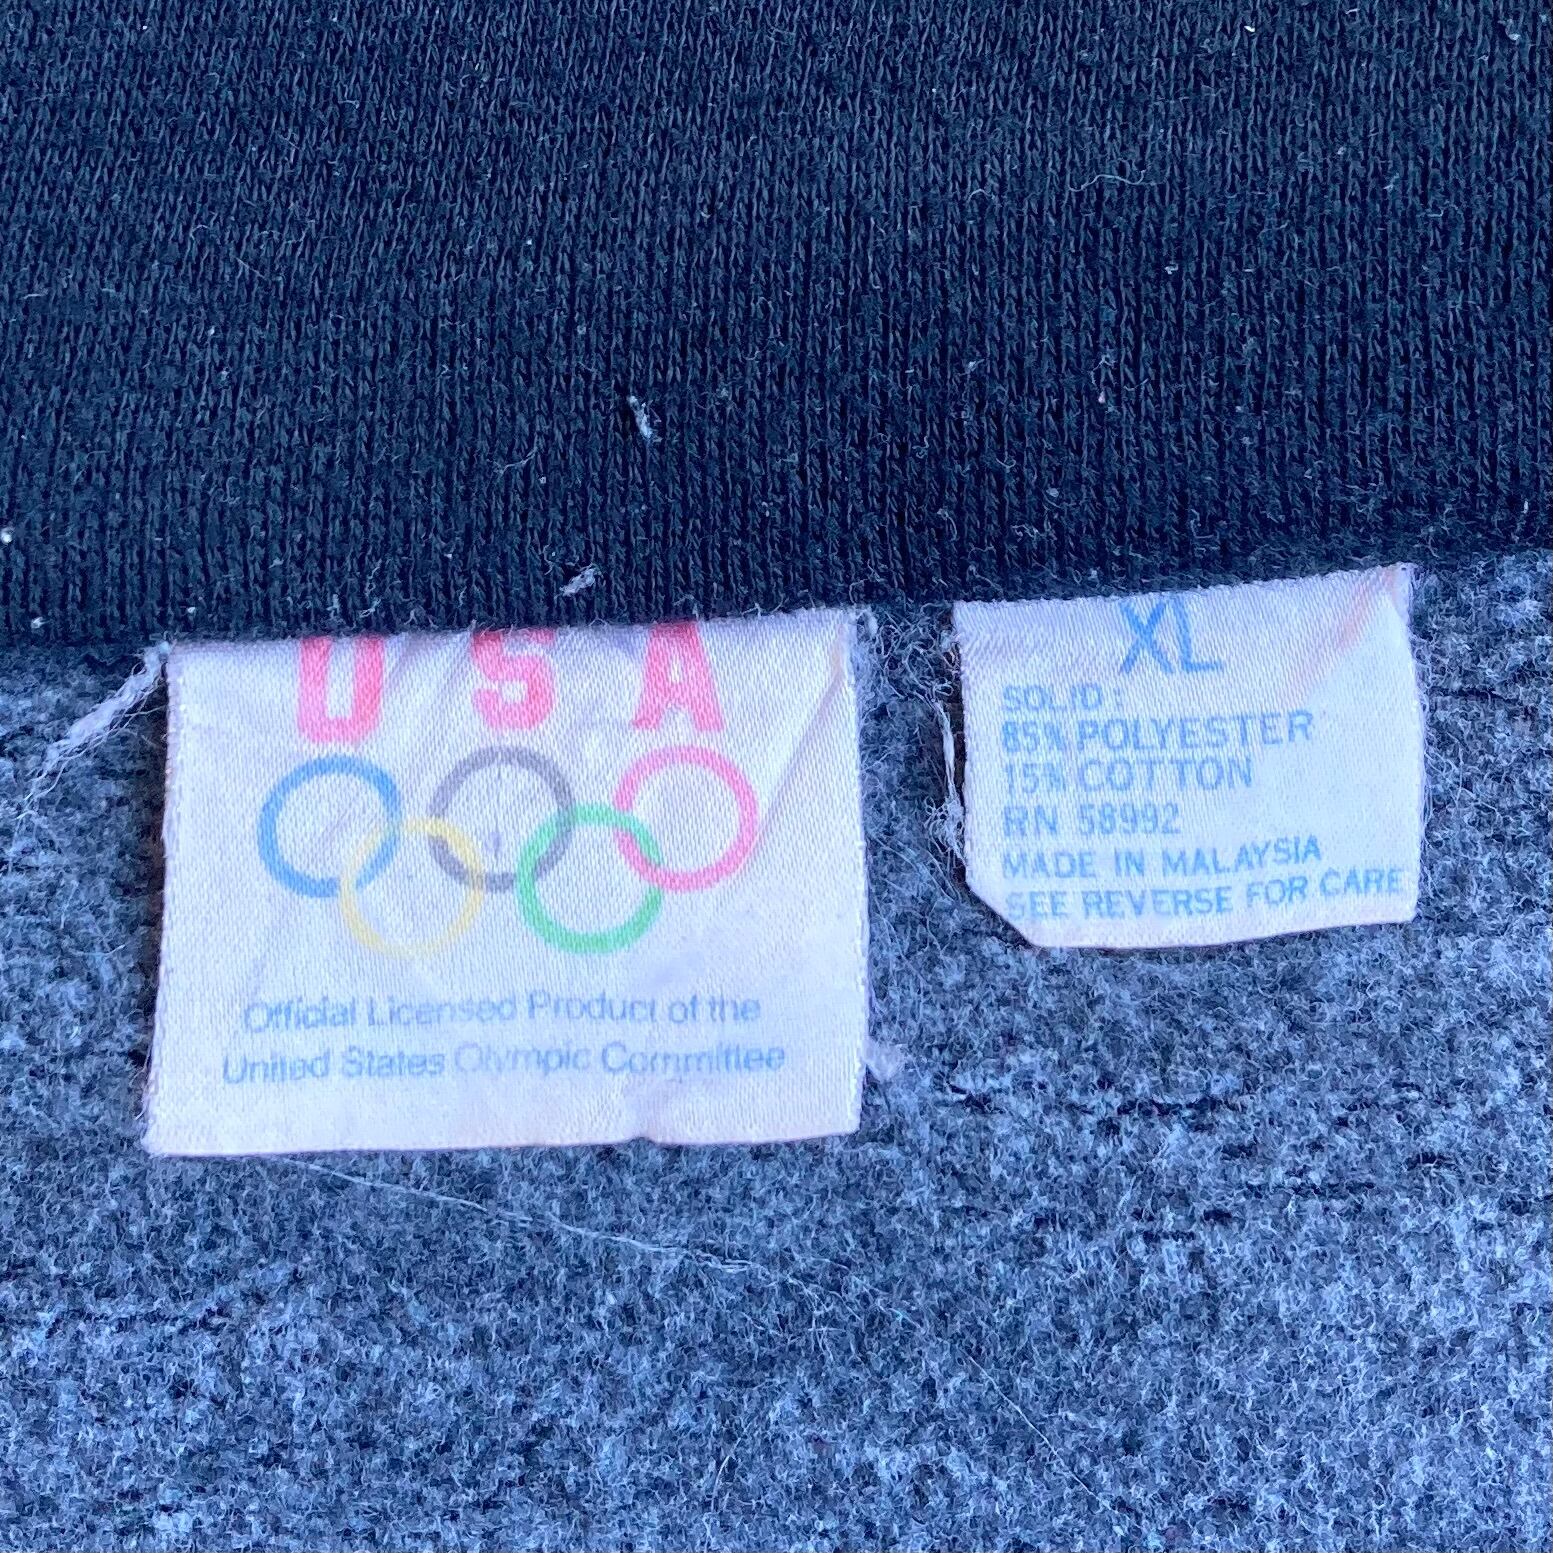 USA
Official Licensed Product of the
United States Olympic Committee
XL
SOLID:
85% POLYESTER
15% COTTON
RN 58992
MADE IN MALAYSIA
SEE REVERSE FOR CARE